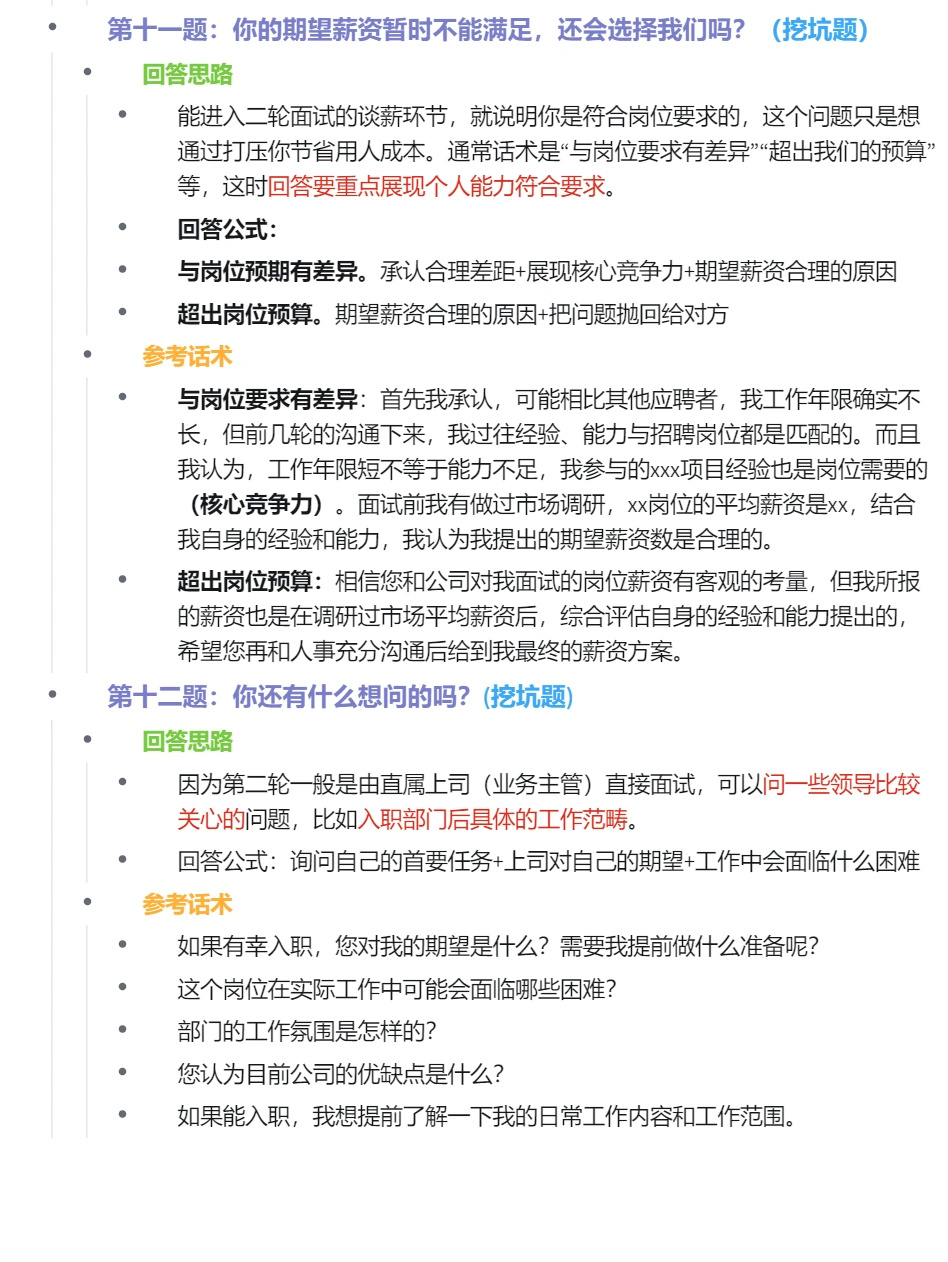 第十一题：你的期望薪资暂时不能满足，还会选择我们吗？（挖坑题）
回答思路
能进入二轮面试的谈薪环节，就说明你是符合岗位要求的，这个问题只是想
通过打压你节省用人成本。通常话术是“与岗位要求有差异”“超出我们的预算”
等，这时回答要重点展现个人能力符合要求。
回答公式：
与岗位预期有差异。承认合理差距+展现核心竞争力+期望薪资合理的原因
超出岗位预算。期望薪资合理的原因+把问题抛回给对方
参考话术
与岗位要求有差异：首先我承认，可能相比其他应聘者，我工作年限确实不
长，但前几轮的沟通下来，我过往经验、能力与招聘岗位都是匹配的。而且
我认为，工作年限短不等于能力不足，我参与的xxx项目经验也是岗位需要的
（核心竞争力）。面试前我有做过市场调研，xx岗位的平均薪资是xx，结合
我自身的经验和能力，我认为我提出的期望薪资数是合理的。
超出岗位预算：相信您和公司对我面试的岗位薪资有客观的考量，但我所报
的薪资也是在调研过市场平均薪资后，综合评估自身的经验和能力提出的，
希望您再和人事充分沟通后给到我最终的薪资方案。
第十二题：你还有什么想问的吗？(挖坑题)
回答思路
因为第二轮一般是由直属上司（业务主管）直接面试，可以问一些领导比较
关心的问题，比如入职部门后具体的工作范畴。
回答公式：询问自己的首要任务+上司对自己的期望+工作中会面临什么困难
参考话术
如果有幸入职，您对我的期望是什么？需要我提前做什么准备呢？
这个岗位在实际工作中可能会面临哪些困难？
部门的工作氛围是怎样的？
您认为目前公司的优缺点是什么？
如果能入职，我想提前了解一下我的日常工作内容和工作范围。